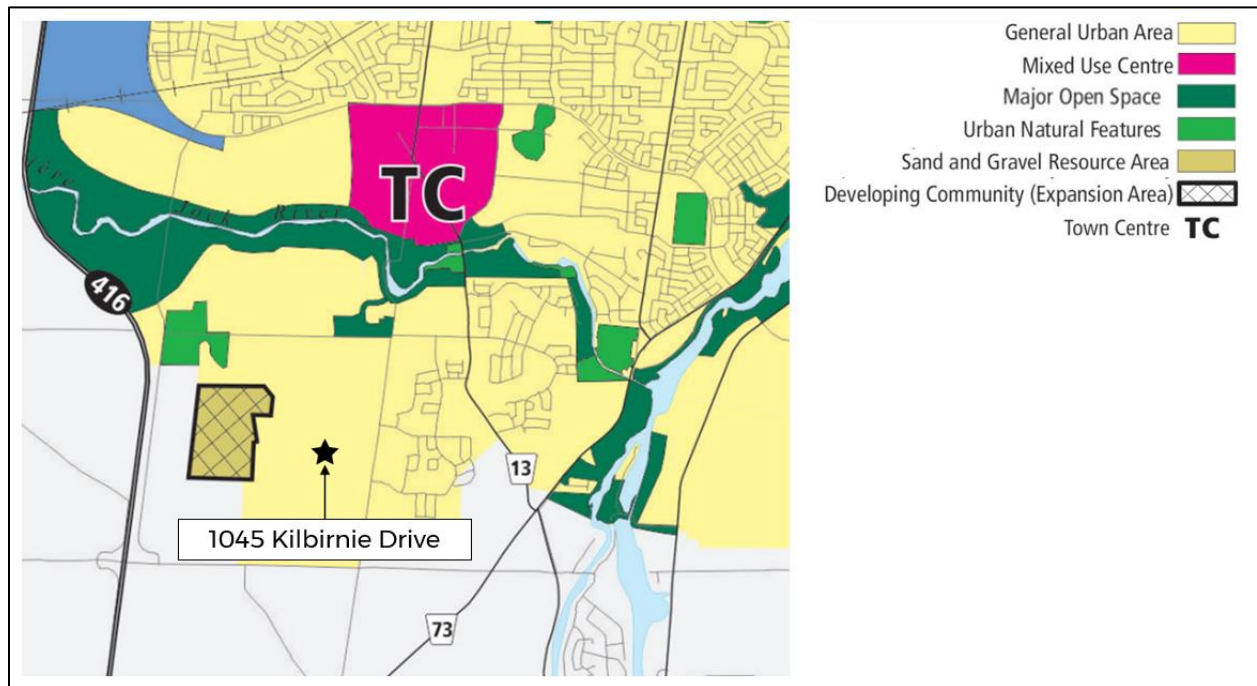 General Urban Area
Mixed Use Centre
Major Open Space
Urban Natural Features
Sand and Gravel Resource Area
Developing Community (Expansion Area)
Town Centre TC
TC
Jock River
416
13
1045 Kilbirnie Drive
73